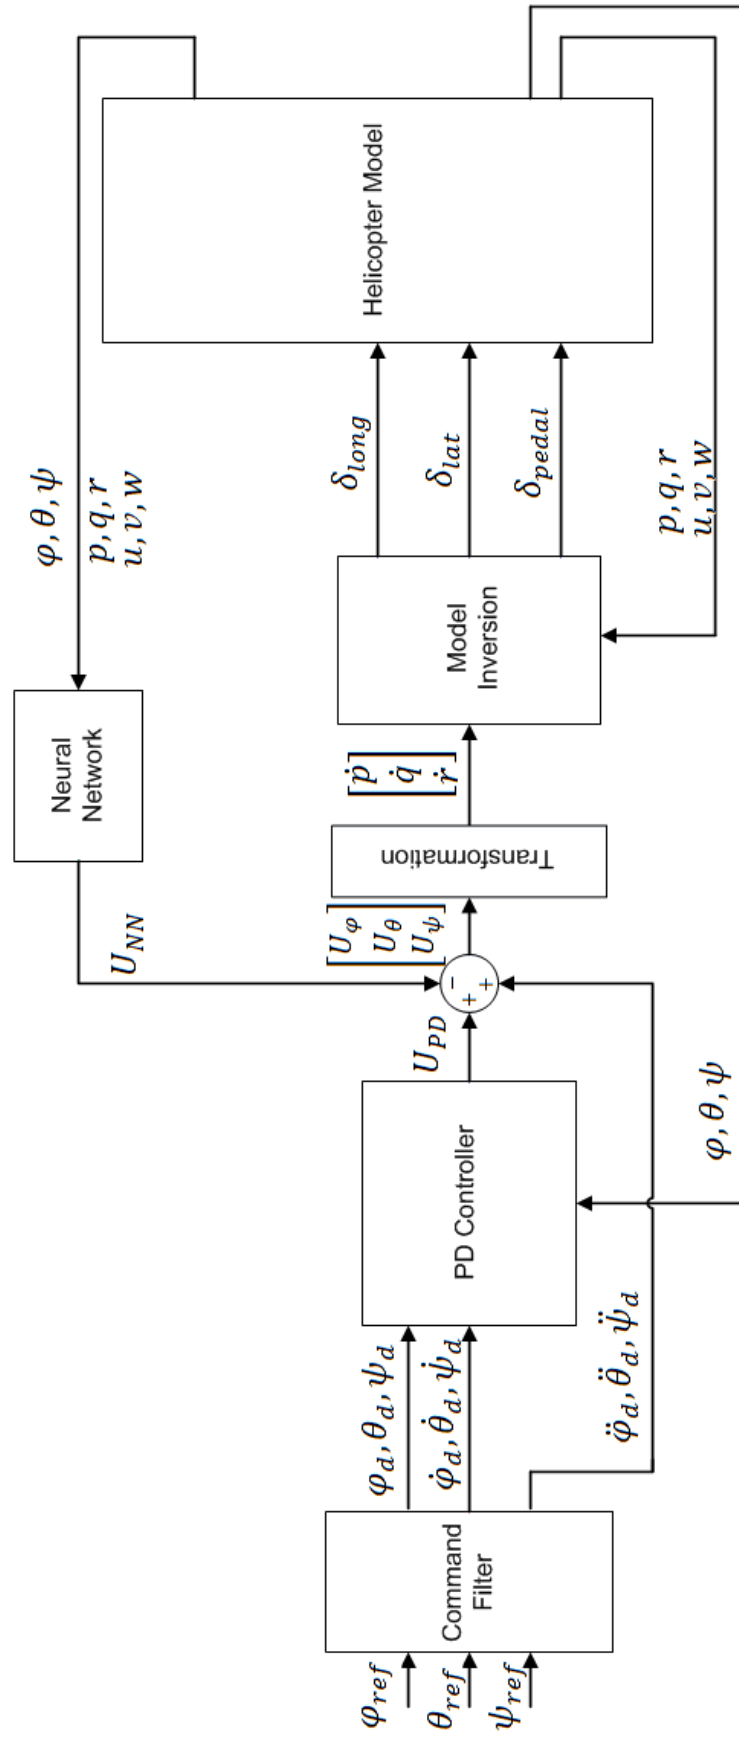 φ_ref
θ_ref
ψ_ref
Command
Filter
φ_d, θ_d, ψ_d
φ̇_d, θ̇_d, ψ̇_d
φ̈_d, θ̈_d, ψ̈_d
PD Controller
φ, θ, ψ
U_PD
U_NN
+
−
+
[U_φ
U_θ
U_ψ]
Transformation
[ṗ
q̇
ṙ]
Neural
Network
Model
Inversion
δ_long
δ_lat
δ_pedal
φ, θ, ψ
p, q, r
u, v, w
p, q, r
u, v, w
Helicopter Model